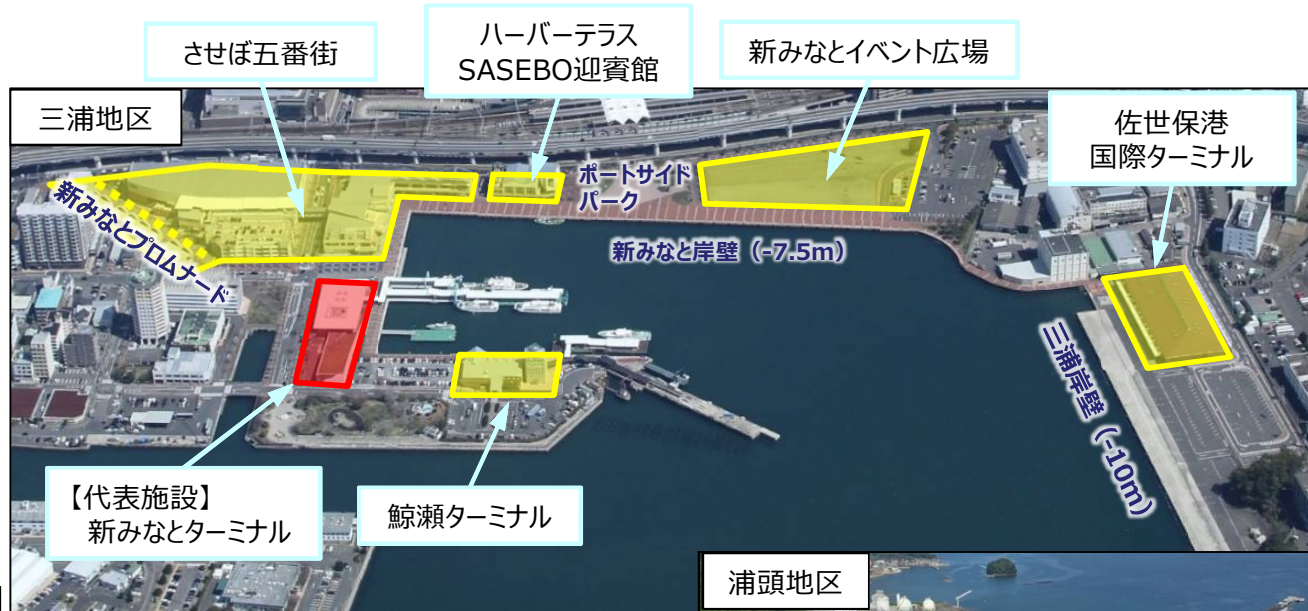 させぼ五番街
ハーバーテラス
SASEBO迎賓館
新みなとイベント広場
三浦地区
佐世保港
国際ターミナル
ポートサイド
パーク
新みなとプロムナード
新みなと岸壁（-7.5m）
三浦岸壁（-10m）
【代表施設】
新みなとターミナル
鯨瀬ターミナル
浦頭地区